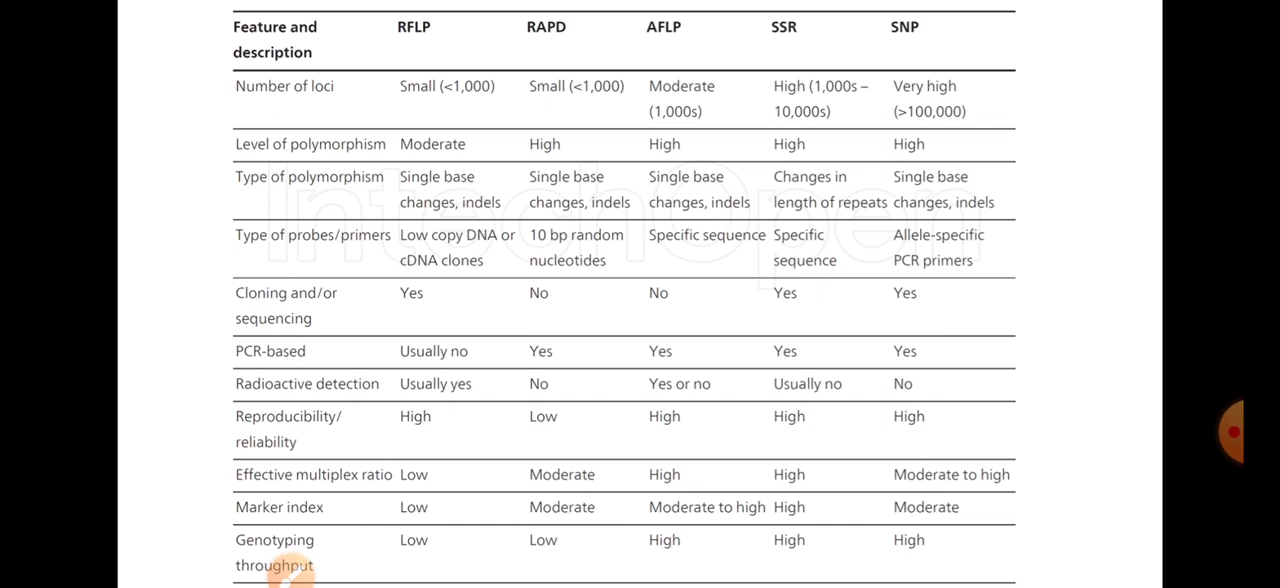 Feature and description	RFLP	RAPD	AFLP	SSR	SNP
Number of loci	Small (<1,000)	Small (<1,000)	Moderate (1,000s)	High (1,000s – 10,000s)	Very high (>100,000)
Level of polymorphism	Moderate	High	High	High	High
Type of polymorphism	Single base changes, indels	Single base changes, indels	Single base changes, indels	Changes in length of repeats	Single base changes, indels
Type of probes/primers	Low copy DNA or cDNA clones	10 bp random nucleotides	Specific sequence	Specific sequence	Allele-specific PCR primers
Cloning and/or sequencing	Yes	No	No	Yes	Yes
PCR-based	Usually no	Yes	Yes	Yes	Yes
Radioactive detection	Usually yes	No	Yes or no	Usually no	No
Reproducibility/ reliability	High	Low	High	High	High
Effective multiplex ratio	Low	Moderate	High	High	Moderate to high
Marker index	Low	Moderate	Moderate to high	High	Moderate
Genotyping throughput	Low	Low	High	High	High
IntechOpen